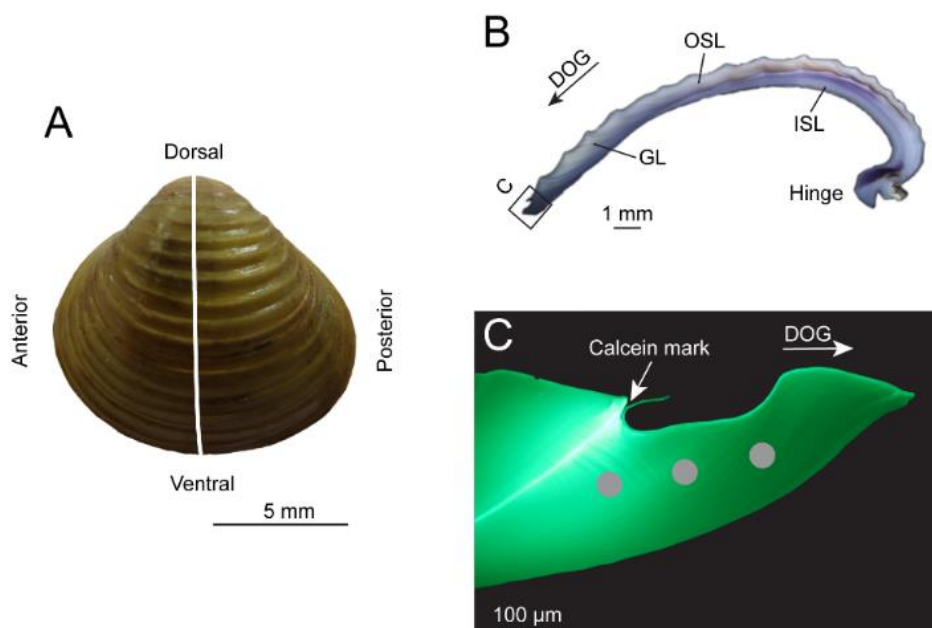 A
Dorsal
Anterior
Posterior
Ventral
5 mm
B
DOG
OSL
ISL
GL
C
Hinge
1 mm
C
DOG
Calcein mark
100 µm